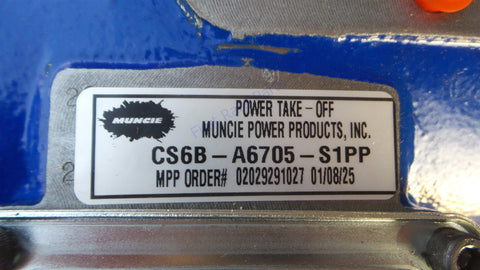 MUNCIE
POWER TAKE-OFF
MUNCIE POWER PRODUCTS, INC.
CS6B-A6705-S1PP
MPP ORDER# 02029291027 01/08/25